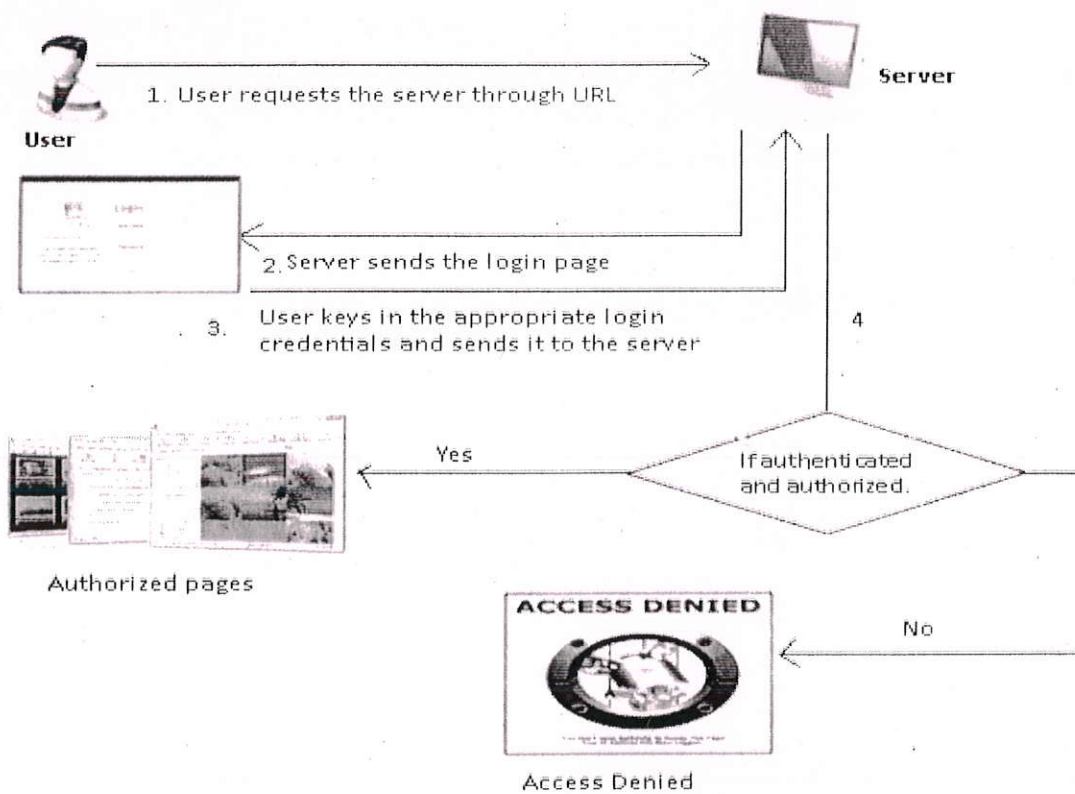 1. User requests the server through URL
Server
User
Login
2. Server sends the login page
3. User keys in the appropriate login
credentials and sends it to the server
4
If authenticated
and authorized.
Yes
Authorized pages
No
ACCESS DENIED
Access Denied